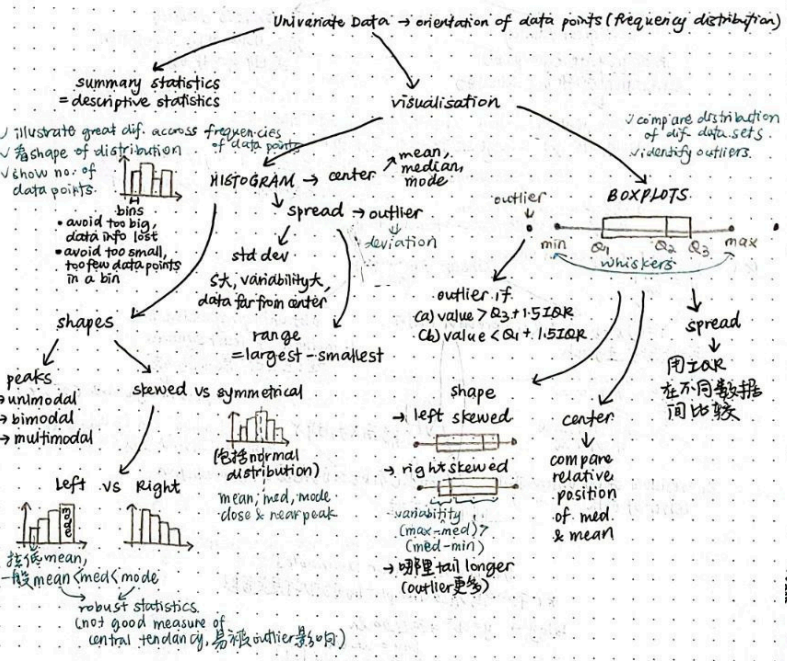 Univariate Data → orientation of data points (frequency distribution)
summary statistics
= descriptive statistics
visualisation
✓ illustrate great dif. across frequencies
of data points
✓ 看shape of distribution
✓ show no. of
data points.
bins
• avoid too big,
data info lost
• avoid too small,
too few data points
in a bin
HISTOGRAM → center
mean,
median,
mode
spread → outlier
deviation
std dev
S大, variability大,
data far from center
range
= largest - smallest
shapes
peaks
→ unimodal
→ bimodal
→ multimodal
skewed vs symmetrical
(包括normal
distribution)
mean, med, mode
close & near peak
Left vs Right
mean,
一般mean<med<mode
robust statistics.
(not good measure of
central tendancy, 易被outlier影响)
✓ compare distribution
of dif. data sets.
✓ identify outliers.
BOXPLOTS
outlier
min Q1 Q2 Q3 max
whiskers
outlier if
(a) value > Q3 + 1.5IQR
(b) value < Q1 + 1.5IQR
shape
→ left skewed
→ right skewed
variability
(max-med)>
(med-min)
→ 哪里tail longer
(outlier更多)
center
compare
relative
position
of med.
& mean
spread
用IQR
在不同数据
间比较